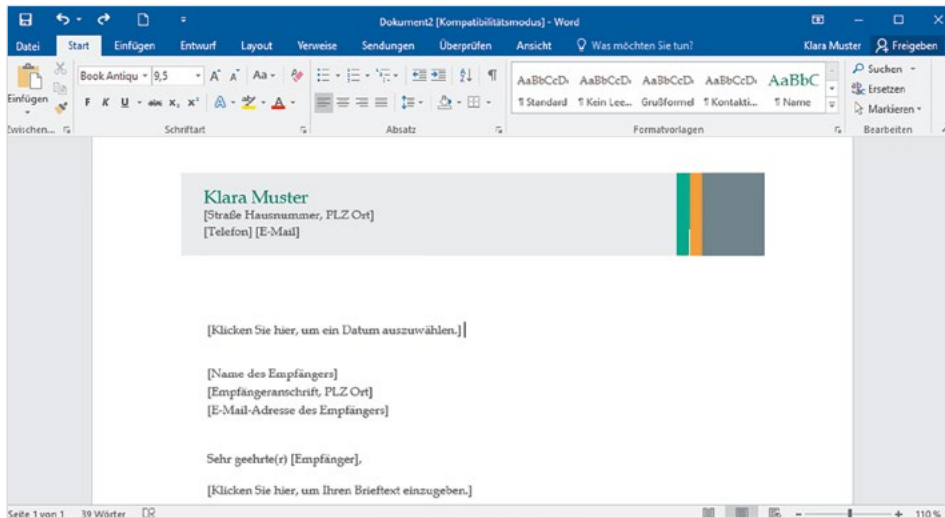 Dokument2 [Kompatibilitätsmodus] - Word
Datei Start Einfügen Entwurf Layout Verweise Sendungen Überprüfen Ansicht Was möchten Sie tun? Klara Muster Freigeben
Einfügen
Book Antiqu 9,5 A A Aa
F K U abc x₂ x² A ab A
AaBbCcD AaBbCcD AaBbCcD AaBbCcD AaBbC
¶ Standard ¶ Kein Lee... Grußformel ¶ Kontakti... ¶ Name
Suchen
Ersetzen
Markieren
Zwischen... Schriftart Absatz Formatvorlagen Bearbeiten
Klara Muster
[Straße Hausnummer, PLZ Ort]
[Telefon] [E-Mail]
[Klicken Sie hier, um ein Datum auszuwählen.]
[Name des Empfängers]
[Empfängeranschrift, PLZ Ort]
[E-Mail-Adresse des Empfängers]
Sehr geehrte(r) [Empfänger],
[Klicken Sie hier, um Ihren Brieftext einzugeben.]
Seite 1 von 1 39 Wörter 110 %